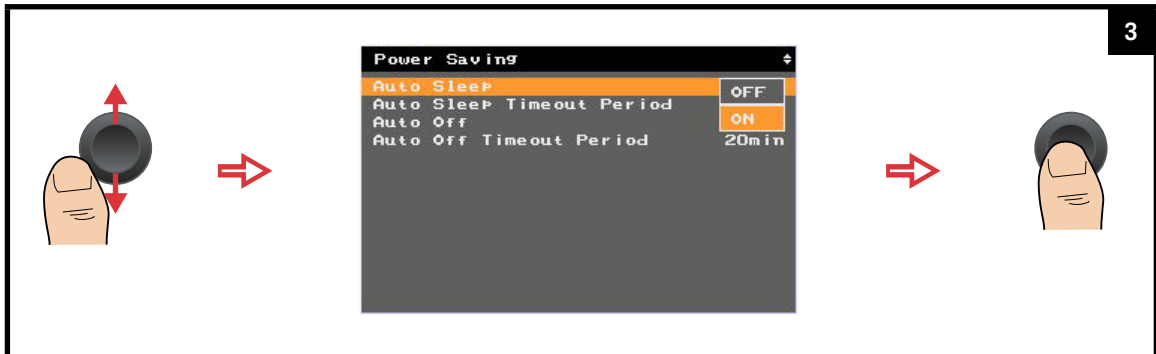 3
Power Saving
Auto Sleep
OFF
Auto Sleep Timeout Period
ON
Auto Off
Auto Off Timeout Period 20min